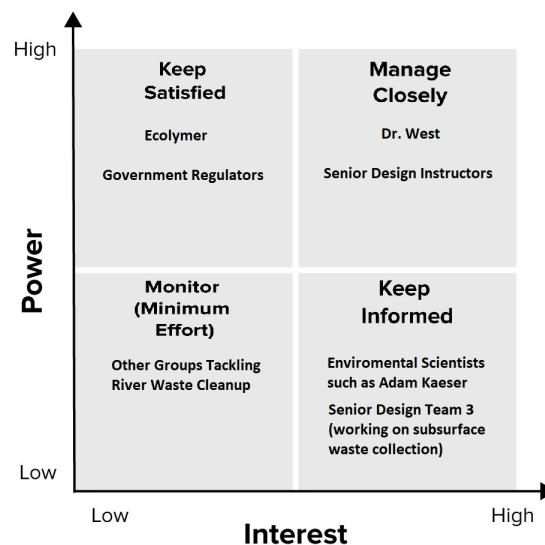 High
Keep
Satisfied
Ecolymer
Government Regulators
Manage
Closely
Dr. West
Senior Design Instructors
Power
Monitor
(Minimum
Effort)
Other Groups Tackling
River Waste Cleanup
Keep
Informed
Enviromental Scientists
such as Adam Kaeser
Senior Design Team 3
(working on subsurface
waste collection)
Low
Low
High
Interest